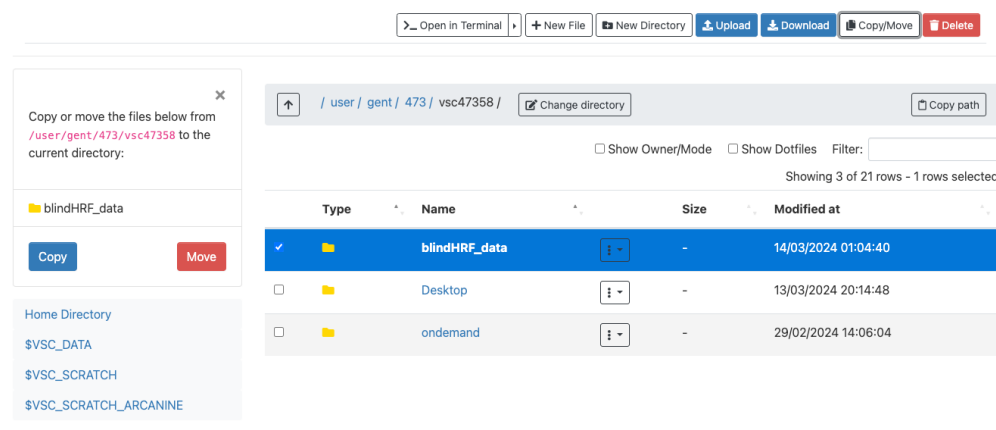 Open in Terminal New File New Directory Upload Download Copy/Move Delete
Copy or move the files below from
/user/gent/473/vsc47358 to the
current directory:
blindHRF_data
Copy Move
Home Directory
$VSC_DATA
$VSC_SCRATCH
$VSC_SCRATCH_ARCANINE
/ user / gent / 473 / vsc47358 / Change directory Copy path
Show Owner/Mode Show Dotfiles Filter:
Showing 3 of 21 rows - 1 rows selected
Type Name Size Modified at
blindHRF_data - 14/03/2024 01:04:40
Desktop - 13/03/2024 20:14:48
ondemand - 29/02/2024 14:06:04